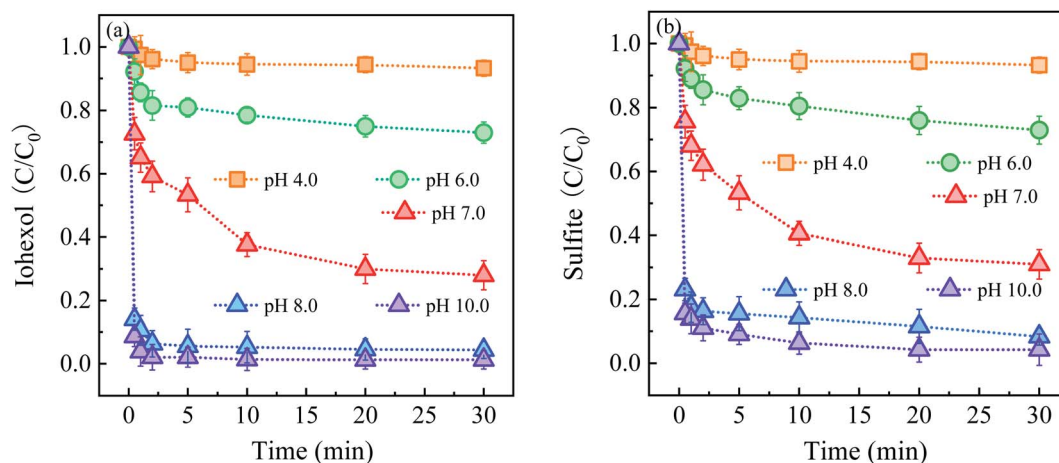 (a)
1.0
0.8
0.6
0.4
0.2
0.0
Iohexol (C/C₀)
pH 4.0
pH 6.0
pH 7.0
pH 8.0
pH 10.0
0 5 10 15 20 25 30
Time (min)
(b)
1.0
0.8
0.6
0.4
0.2
0.0
Sulfite (C/C₀)
pH 4.0
pH 6.0
pH 7.0
pH 8.0
pH 10.0
0 5 10 15 20 25 30
Time (min)